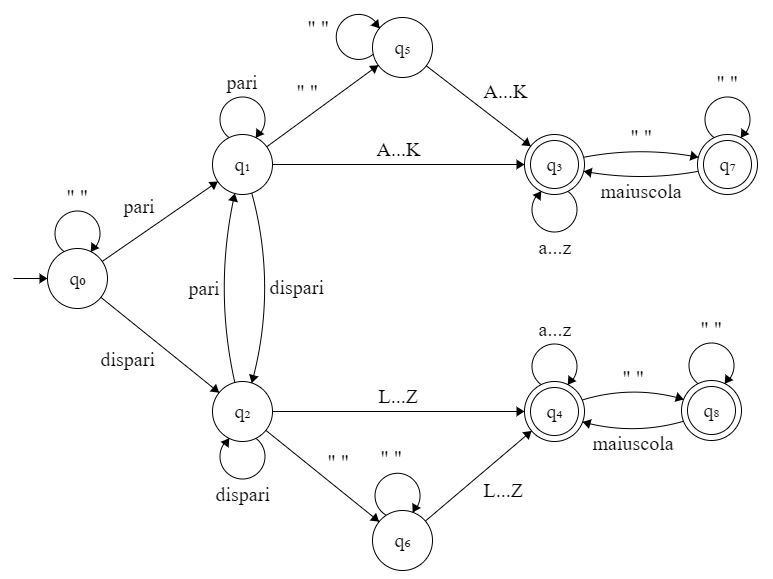 " "
q₅
pari
" "
A...K
" "
q₁
A...K
q₃
" "
q₇
" "
pari
maiuscola
a...z
q₀
pari
dispari
a...z
" "
dispari
q₂
L...Z
q₄
" "
q₈
maiuscola
" "
" "
dispari
L...Z
q₆